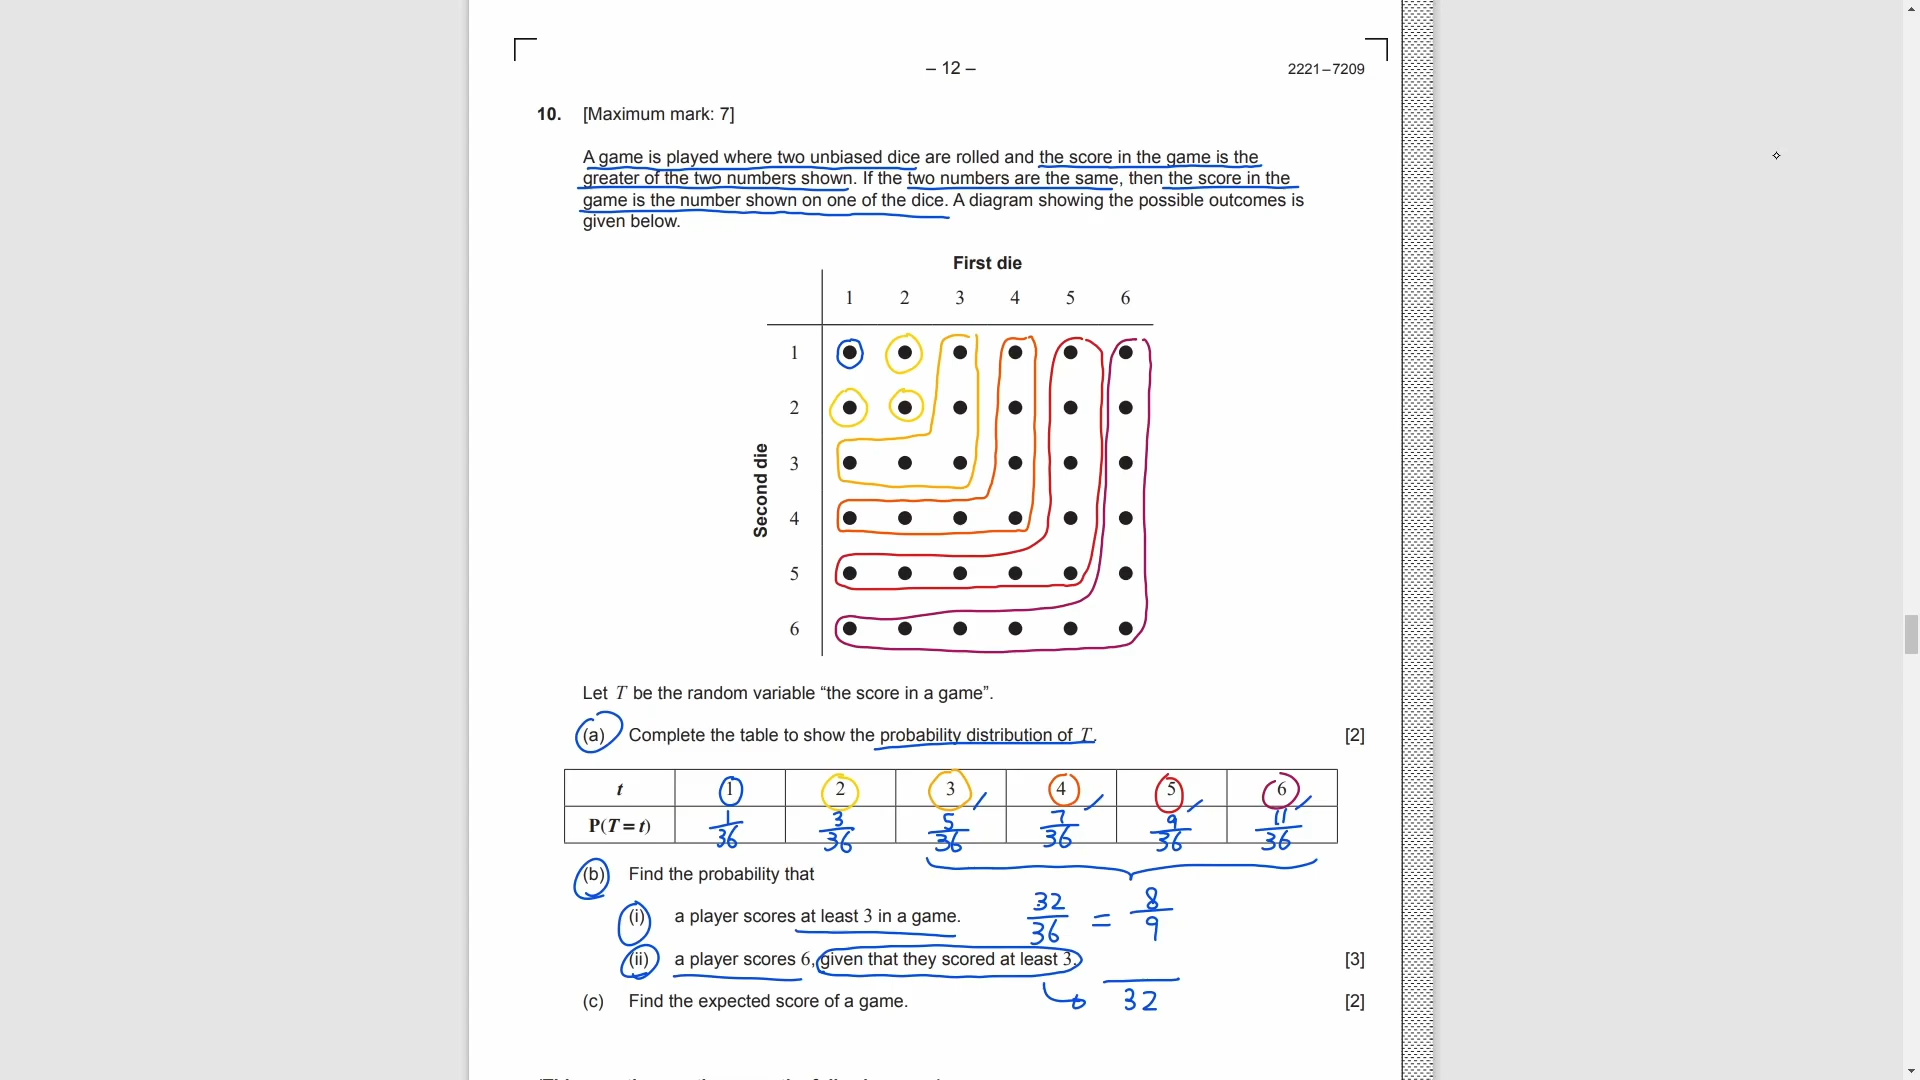 – 12 –
2221–7209
10. [Maximum mark: 7]
A game is played where two unbiased dice are rolled and the score in the game is the
greater of the two numbers shown. If the two numbers are the same, then the score in the
game is the number shown on one of the dice. A diagram showing the possible outcomes is
given below.
First die
1 2 3 4 5 6
Second die
1
2
3
4
5
6
Let T be the random variable “the score in a game”.
(a) Complete the table to show the probability distribution of T. [2]
t 1 2 3 4 5 6
P(T = t) 1/36 3/36 5/36 7/36 9/36 11/36
(b) Find the probability that
(i) a player scores at least 3 in a game. 32/36 = 8/9
(ii) a player scores 6, given that they scored at least 3. [3]
32
(c) Find the expected score of a game. [2]